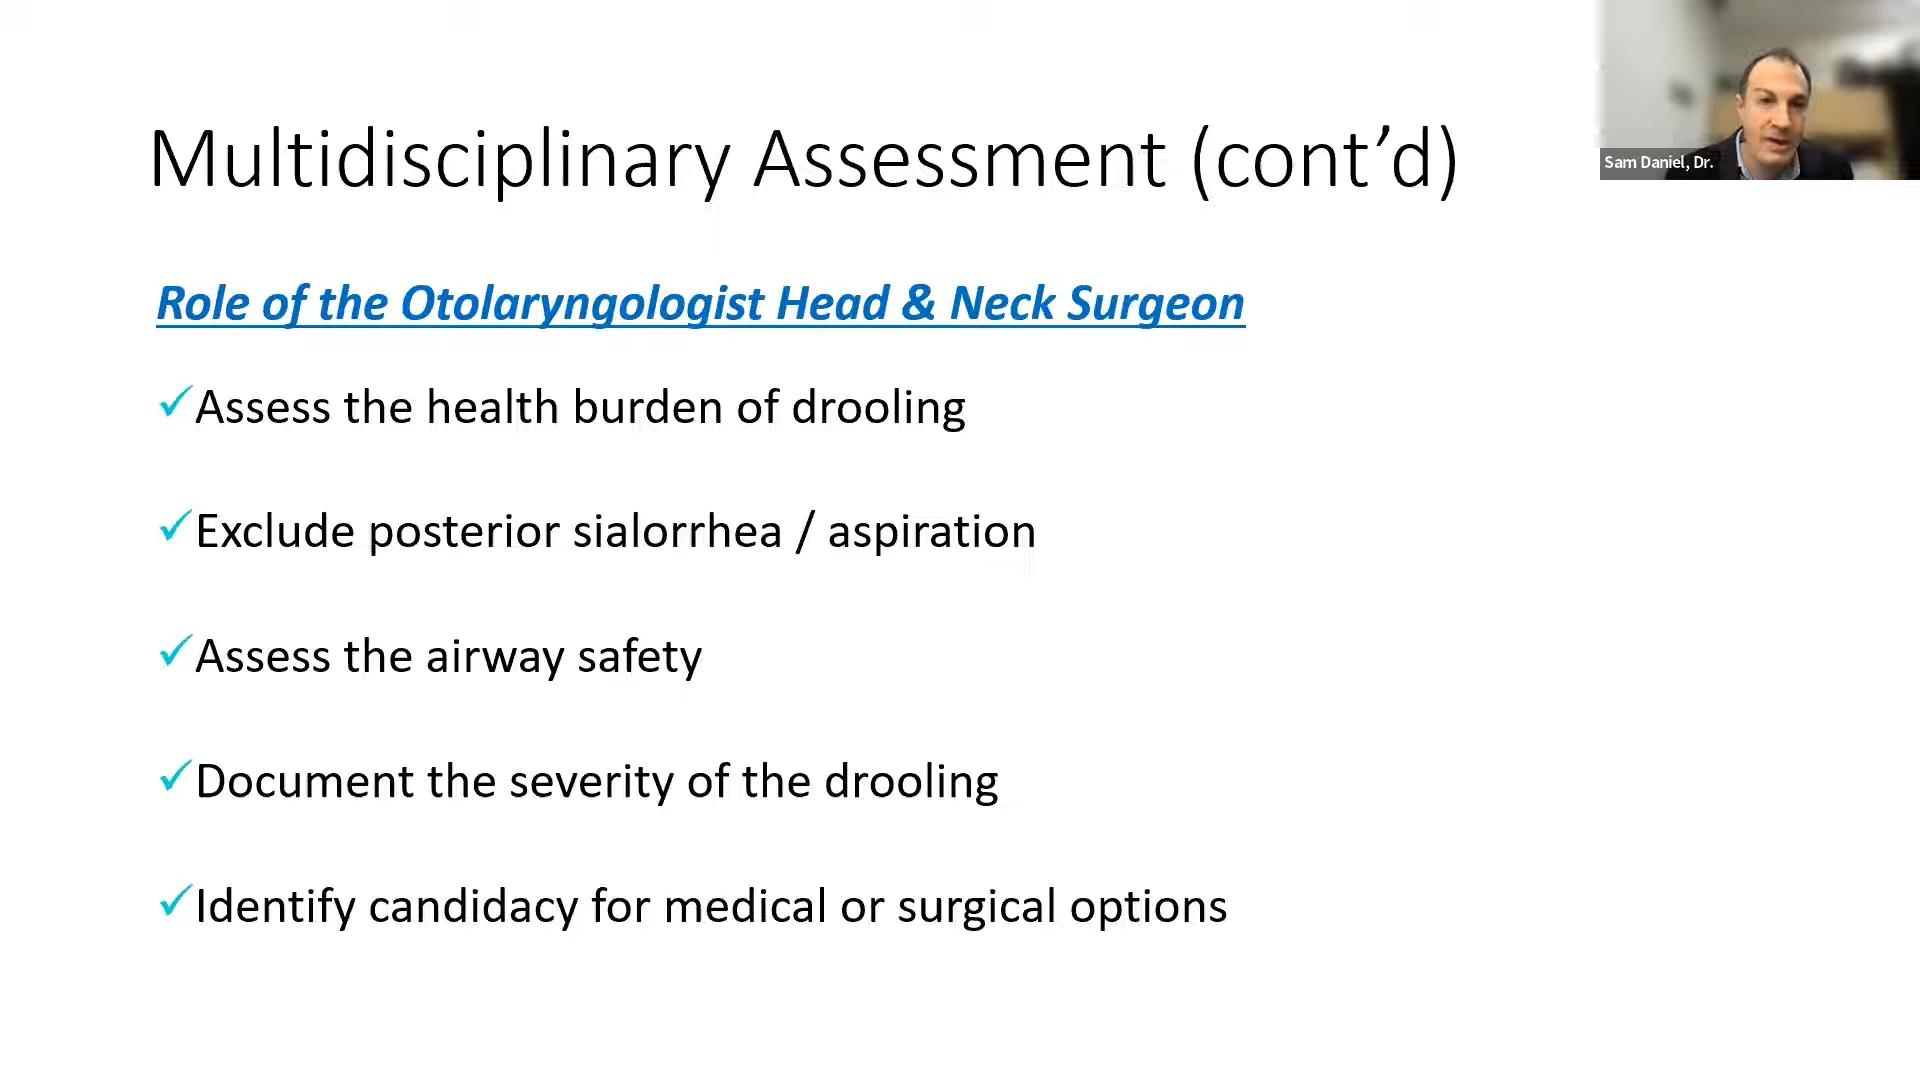 Multidisciplinary Assessment (cont’d)
Sam Daniel, Dr.
Role of the Otolaryngologist Head & Neck Surgeon
✓Assess the health burden of drooling
✓Exclude posterior sialorrhea / aspiration
✓Assess the airway safety
✓Document the severity of the drooling
✓Identify candidacy for medical or surgical options